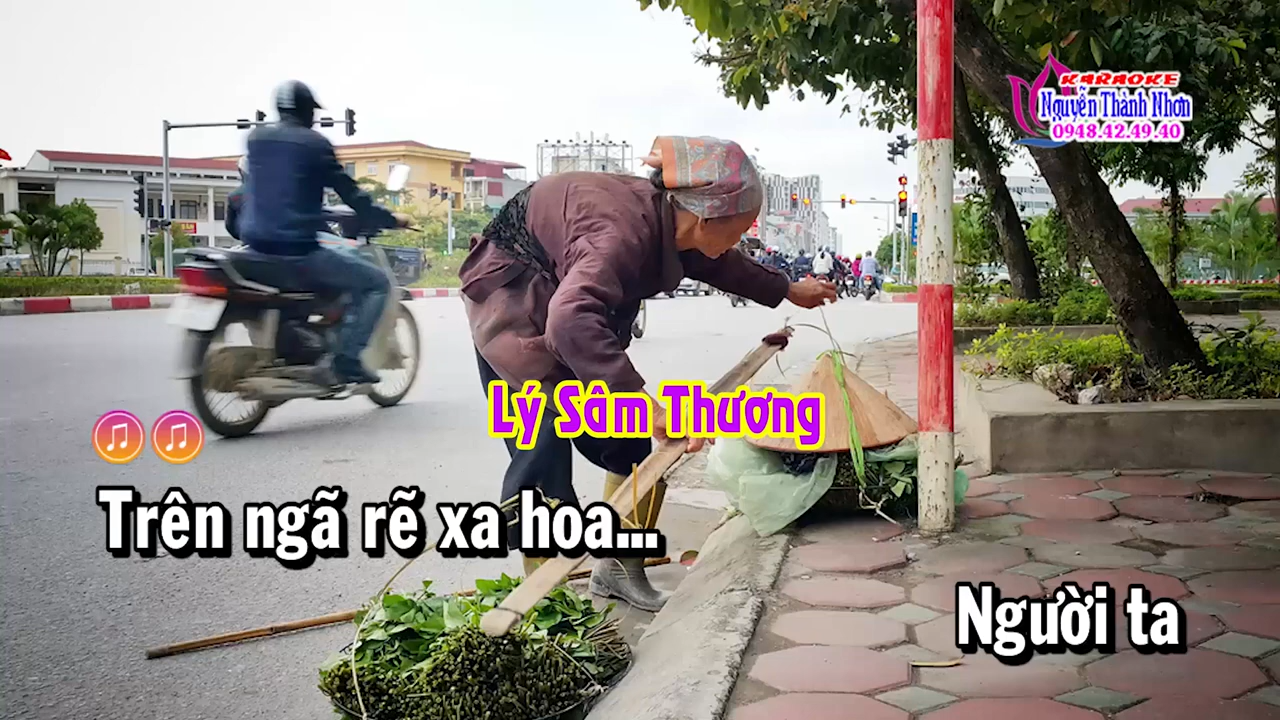 KARAOKE
Nguyễn Thành Nhơn
0948.42.49.40
Lý Sâm Thương
Trên ngã rẽ xa hoa...
Người ta